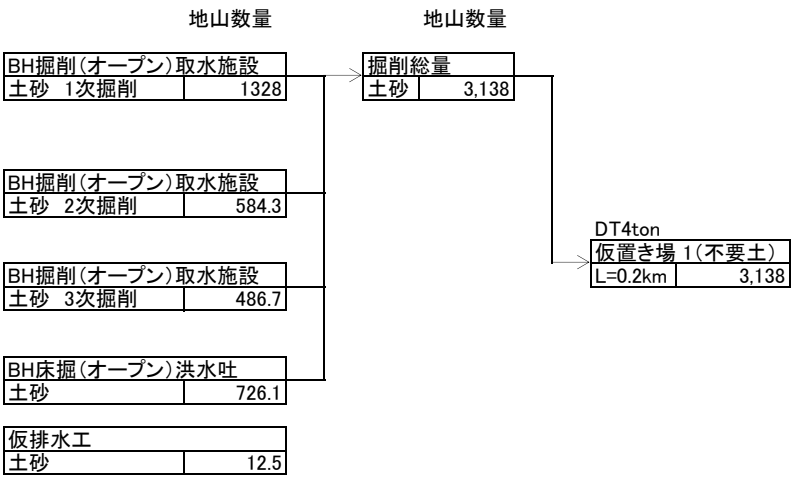 地山数量
地山数量
BH掘削（オープン）取水施設
土砂 1次掘削 1328
掘削総量
土砂 3,138
BH掘削（オープン）取水施設
土砂 2次掘削 584.3
DT4ton
仮置き場 1（不要土）
L=0.2km 3,138
BH掘削（オープン）取水施設
土砂 3次掘削 486.7
BH床掘（オープン）洪水吐
土砂 726.1
仮排水工
土砂 12.5